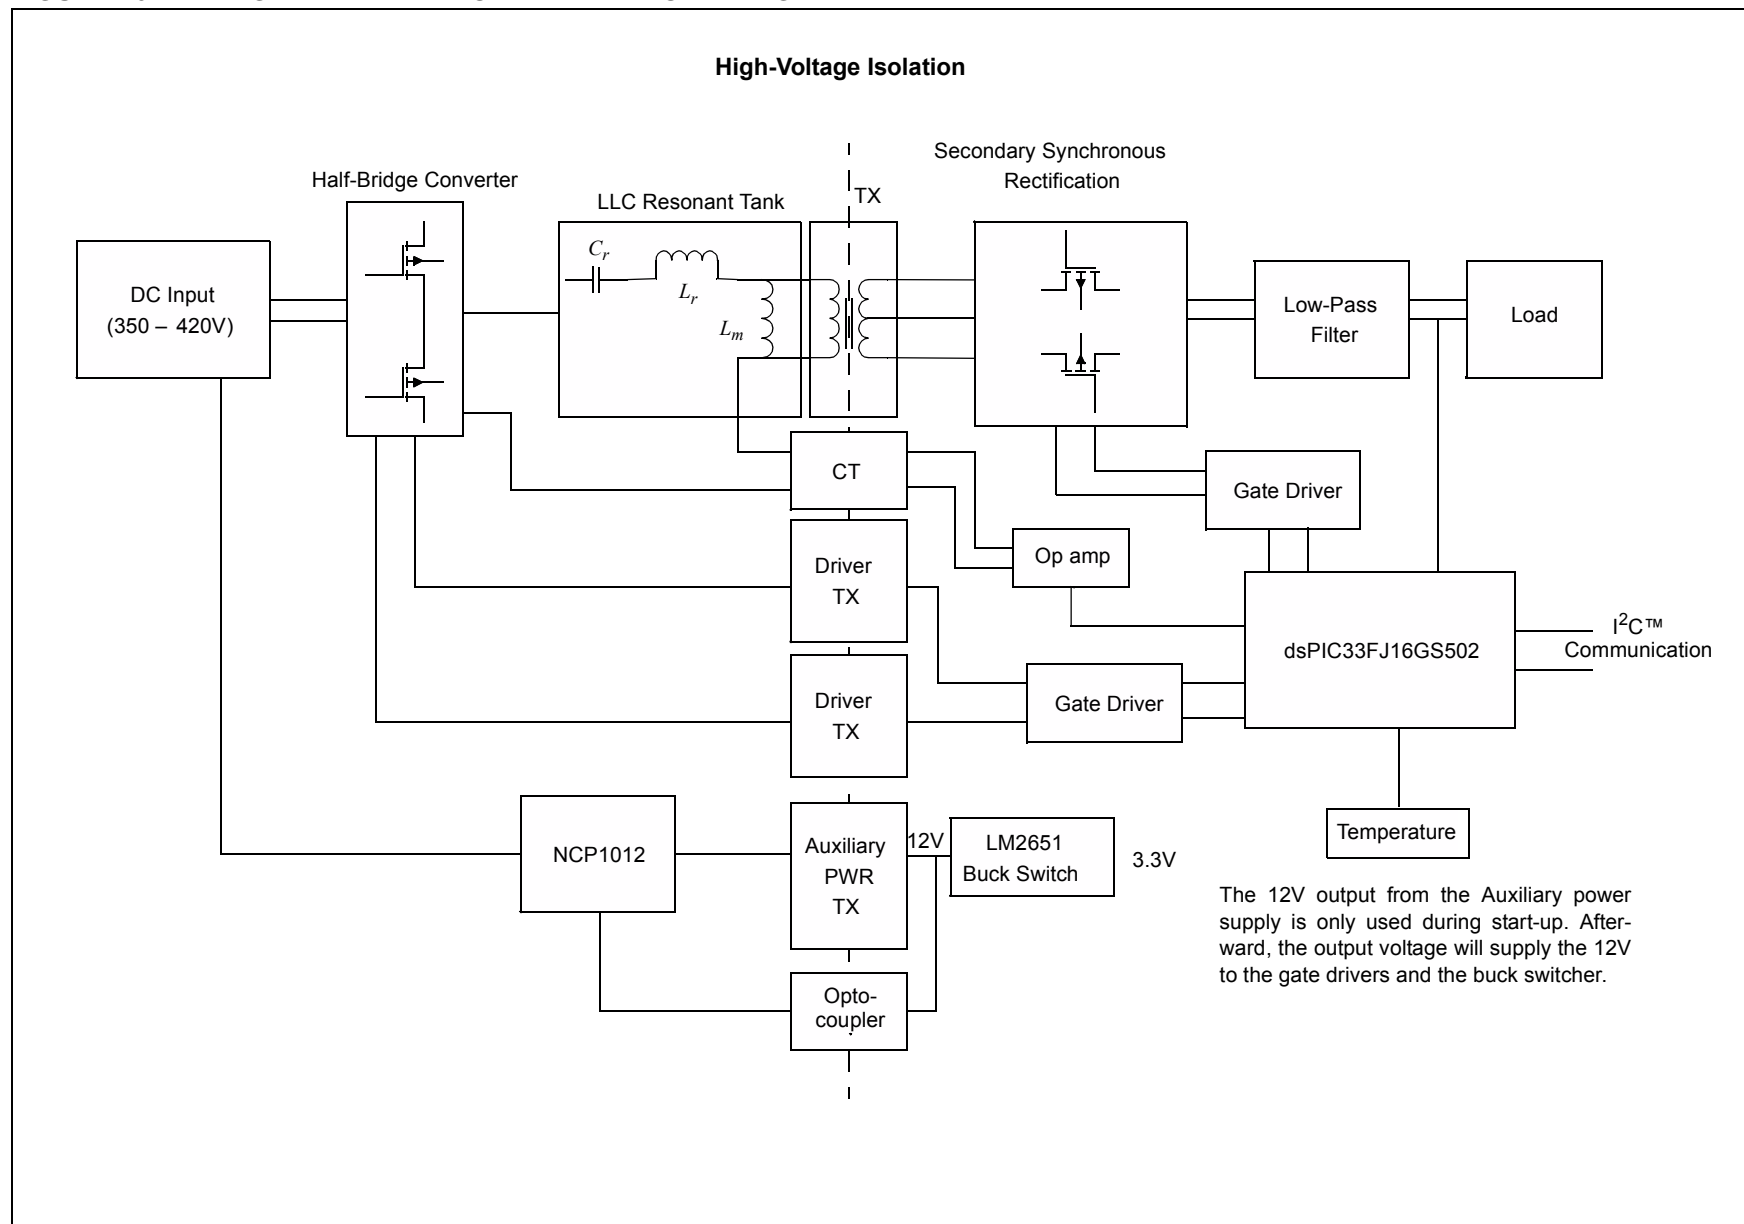 High-Voltage Isolation
Secondary Synchronous
Rectification
Half-Bridge Converter
LLC Resonant Tank
TX
DC Input
(350 – 420V)
Cr
Lr
Lm
Low-Pass
Filter
Load
CT
Gate Driver
Op amp
Driver
TX
dsPIC33FJ16GS502
I2C™
Communication
Driver
TX
Gate Driver
NCP1012
Auxiliary
PWR
TX
12V
LM2651
Buck Switch
3.3V
Temperature
The 12V output from the Auxiliary power
supply is only used during start-up. After-
ward, the output voltage will supply the 12V
to the gate drivers and the buck switcher.
Opto-
coupler